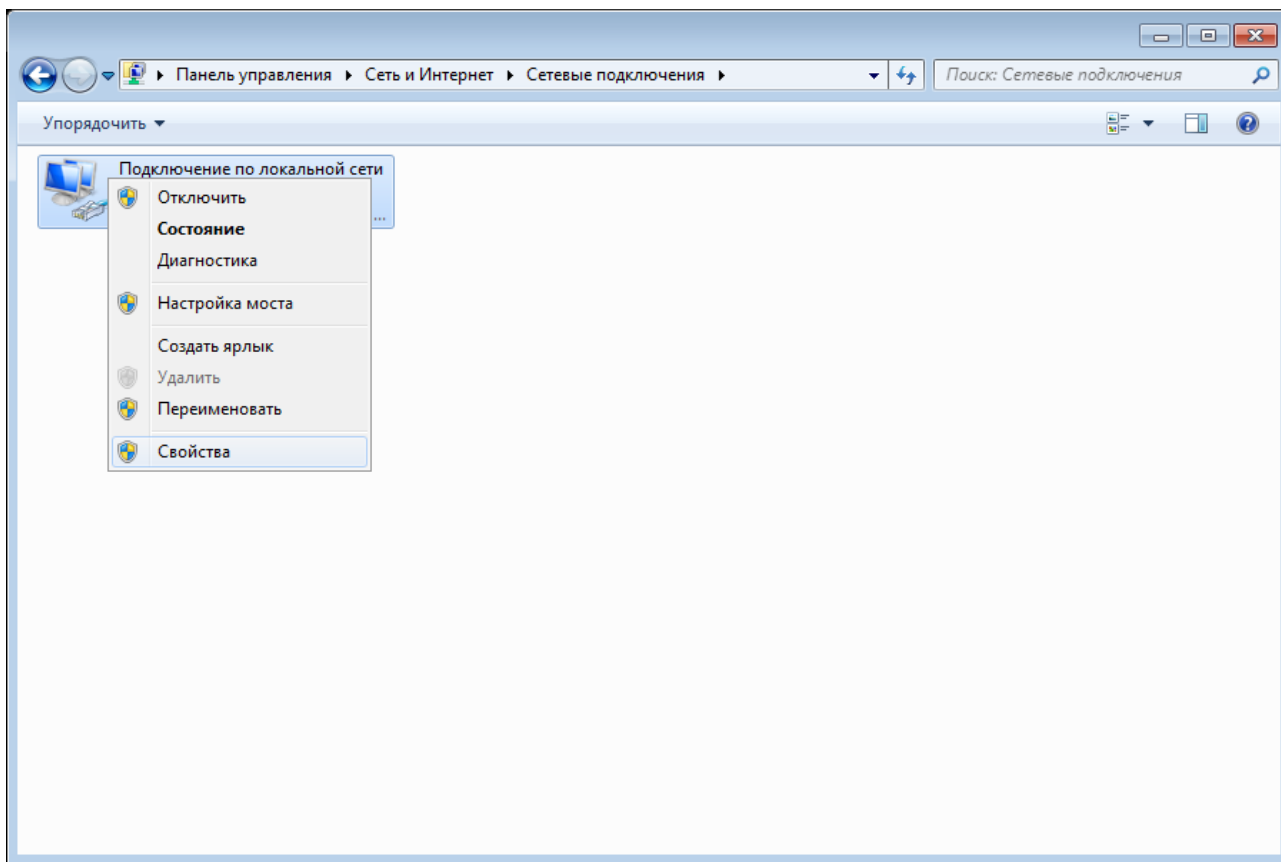 Панель управления Сеть и Интернет Сетевые подключения Поиск: Сетевые подключения
Упорядочить
Подключение по локальной сети
...
Отключить
Состояние
Диагностика
Настройка моста
Создать ярлык
Удалить
Переименовать
Свойства